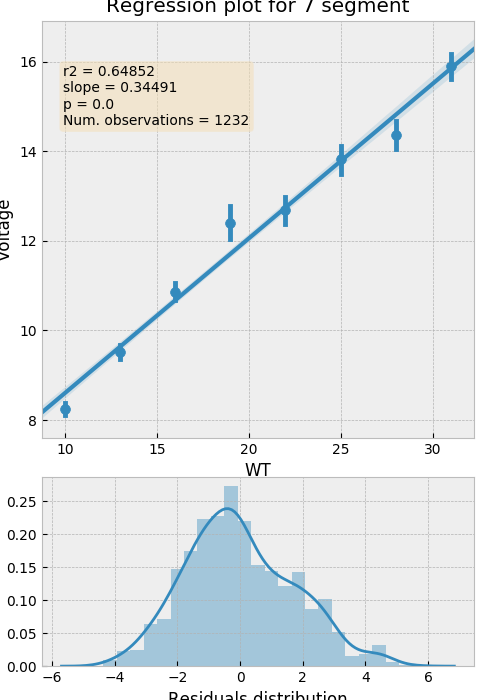 Regression plot for 7 segment
16
r2 = 0.64852
slope = 0.34491
p = 0.0
Num. observations = 1232
14
Voltage
12
10
8
10 15 20 25 30
WT
0.25
0.20
0.15
0.10
0.05
0.00
−6 −4 −2 0 2 4 6
Residuals distribution